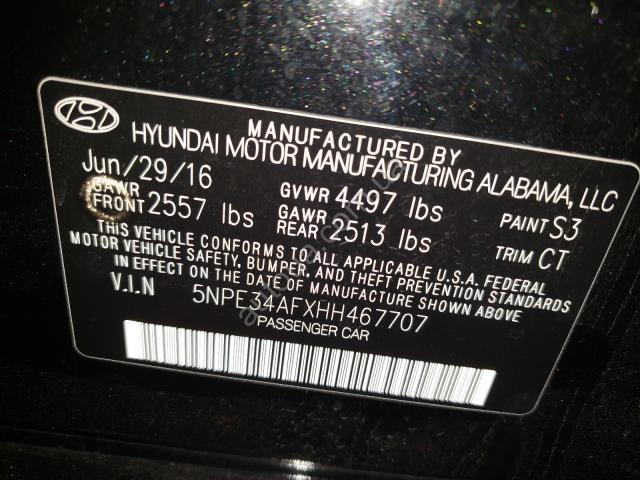 MANUFACTURED BY
HYUNDAI MOTOR MANUFACTURING ALABAMA, LLC
Jun/29/16 GVWR 4497 lbs PAINT S3
GAWR FRONT 2557 lbs GAWR REAR 2513 lbs TRIM CT
THIS VEHICLE CONFORMS TO ALL APPLICABLE U.S.A. FEDERAL
MOTOR VEHICLE SAFETY, BUMPER, AND THEFT PREVENTION STANDARDS
IN EFFECT ON THE DATE OF MANUFACTURE SHOWN ABOVE.
V.I.N 5NPE34AFXHH467707
PASSENGER CAR